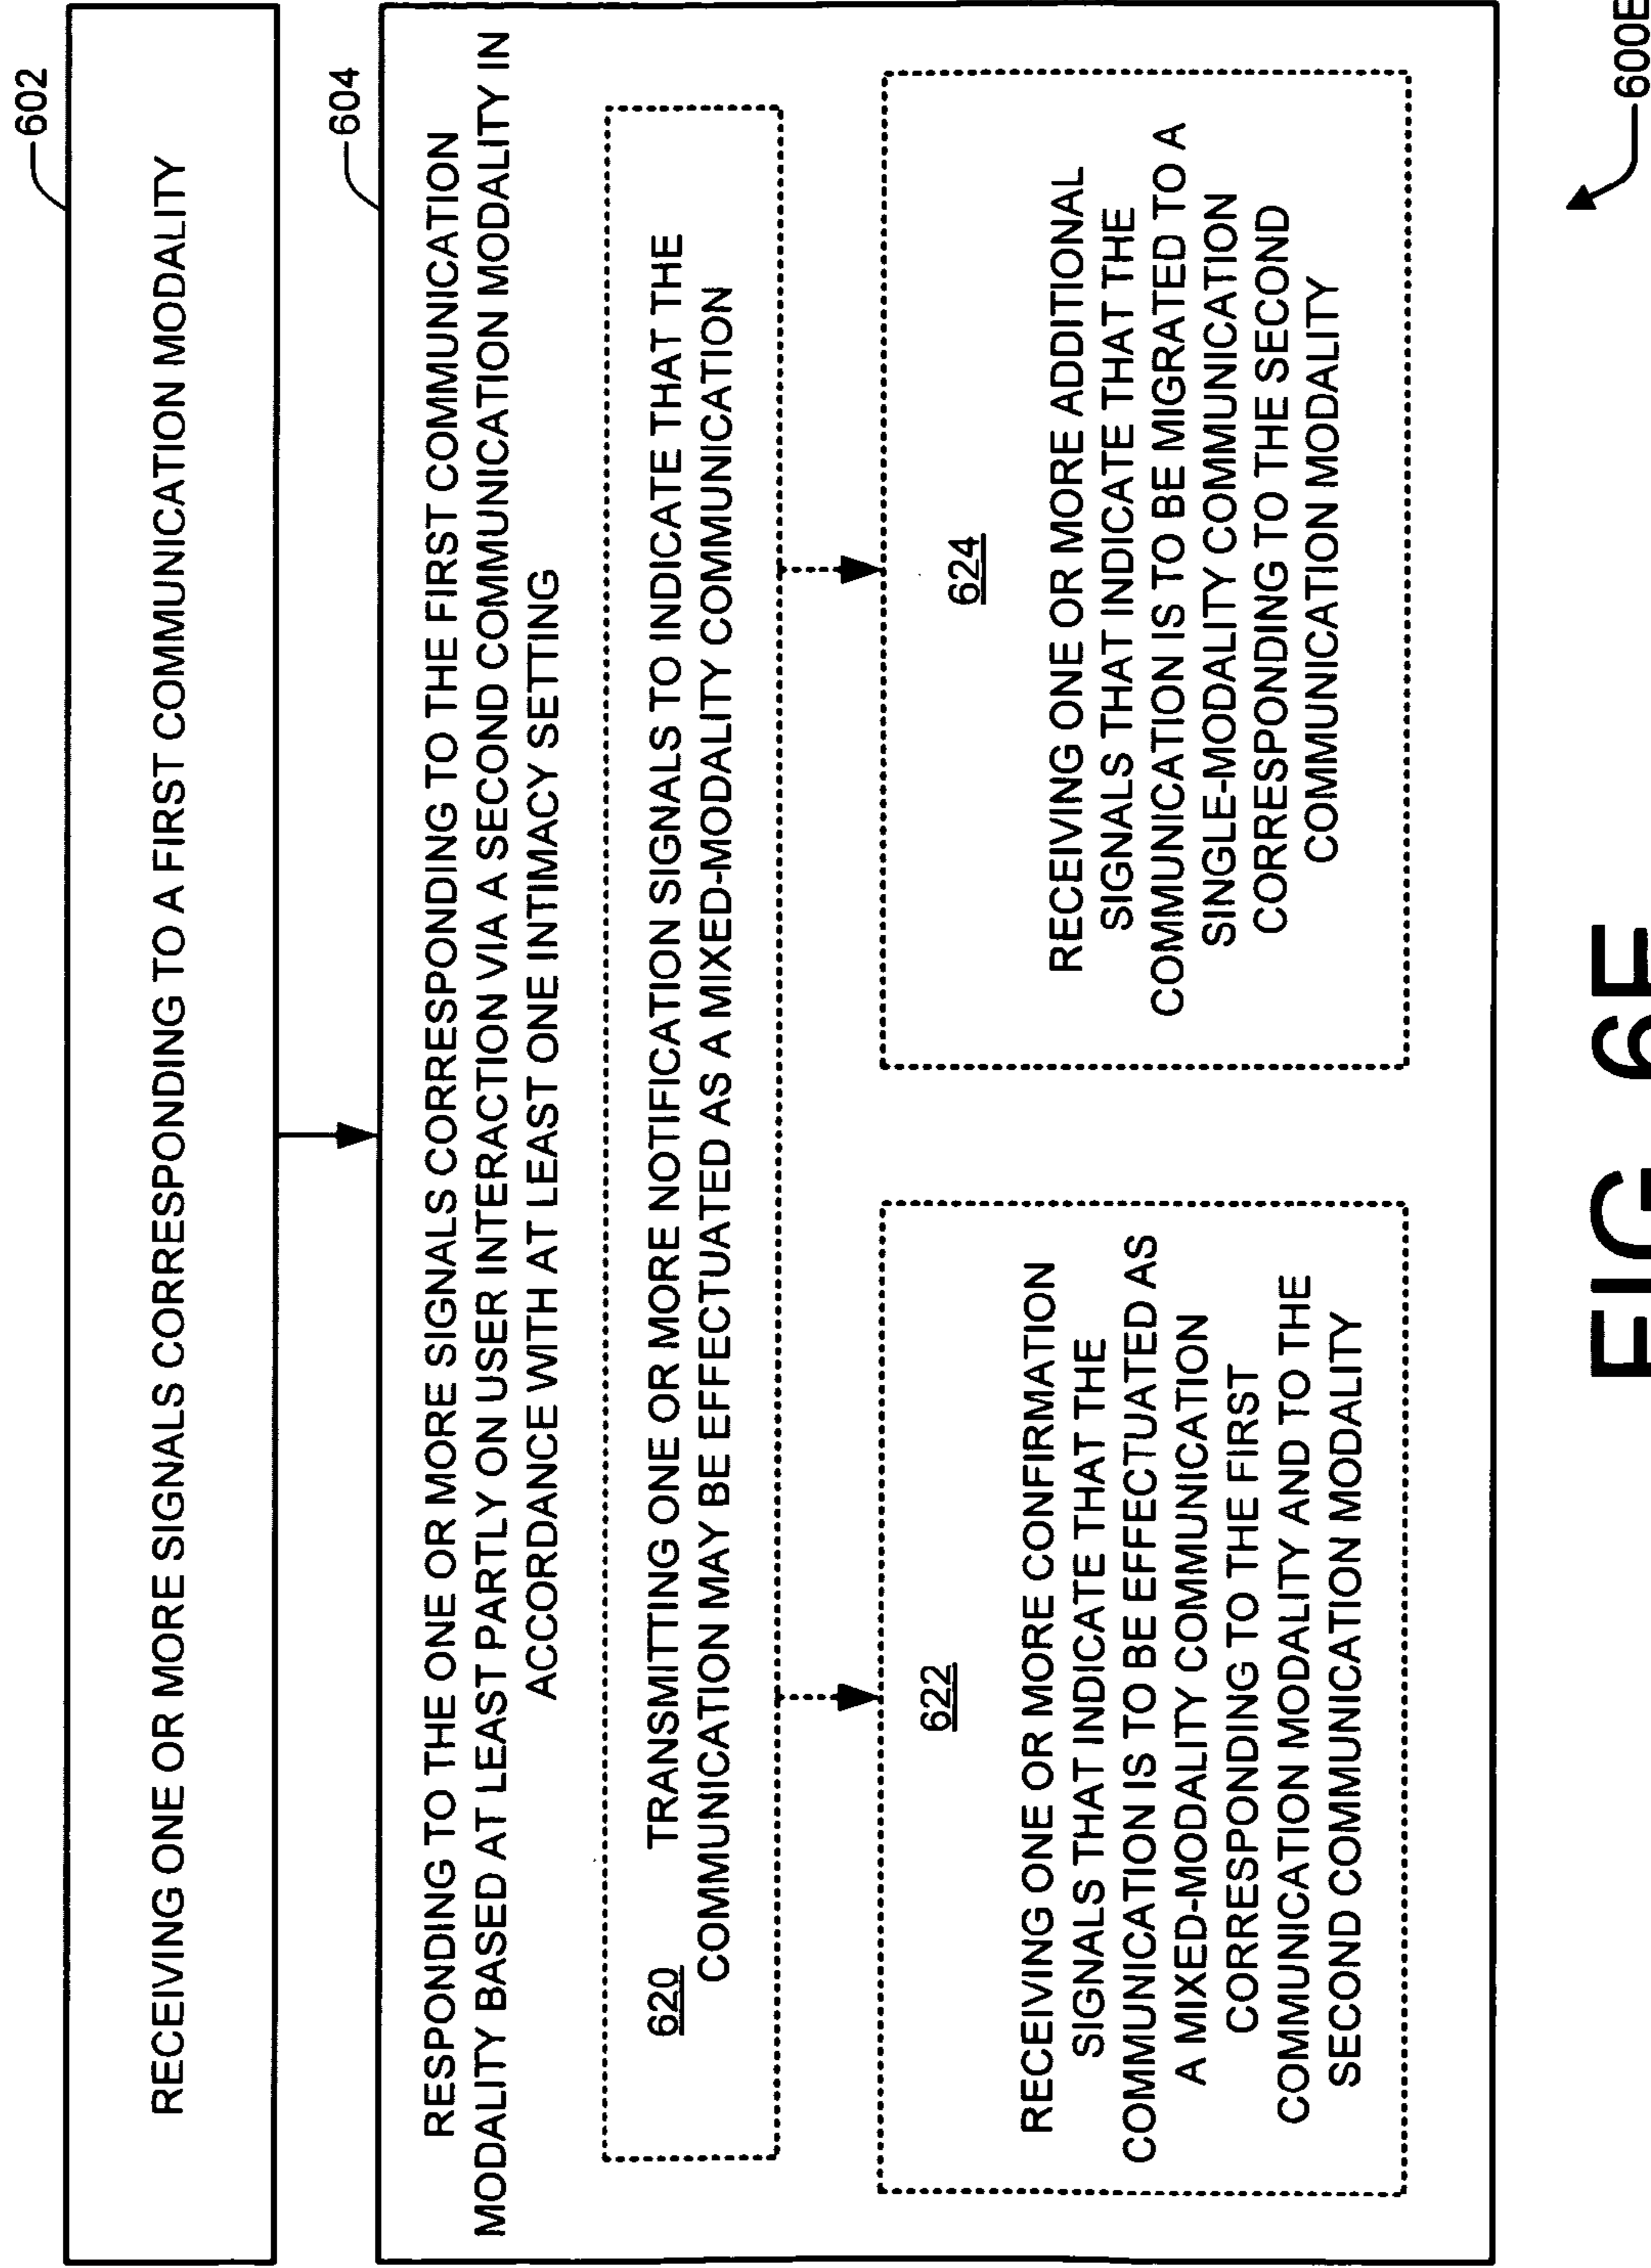 602
RECEIVING ONE OR MORE SIGNALS CORRESPONDING TO A FIRST COMMUNICATION MODALITY
604
RESPONDING TO THE ONE OR MORE SIGNALS CORRESPONDING TO THE FIRST COMMUNICATION
MODALITY BASED AT LEAST PARTLY ON USER INTERACTION VIA A SECOND COMMUNICATION MODALITY IN
ACCORDANCE WITH AT LEAST ONE INTIMACY SETTING
620 TRANSMITTING ONE OR MORE NOTIFICATION SIGNALS TO INDICATE THAT THE
COMMUNICATION MAY BE EFFECTUATED AS A MIXED-MODALITY COMMUNICATION
622
RECEIVING ONE OR MORE CONFIRMATION
SIGNALS THAT INDICATE THAT THE
COMMUNICATION IS TO BE EFFECTUATED AS
A MIXED-MODALITY COMMUNICATION
CORRESPONDING TO THE FIRST
COMMUNICATION MODALITY AND TO THE
SECOND COMMUNICATION MODALITY
624
RECEIVING ONE OR MORE ADDITIONAL
SIGNALS THAT INDICATE THAT THE
COMMUNICATION IS TO BE MIGRATED TO A
SINGLE-MODALITY COMMUNICATION
CORRESPONDING TO THE SECOND
COMMUNICATION MODALITY
600E
FIG 6E